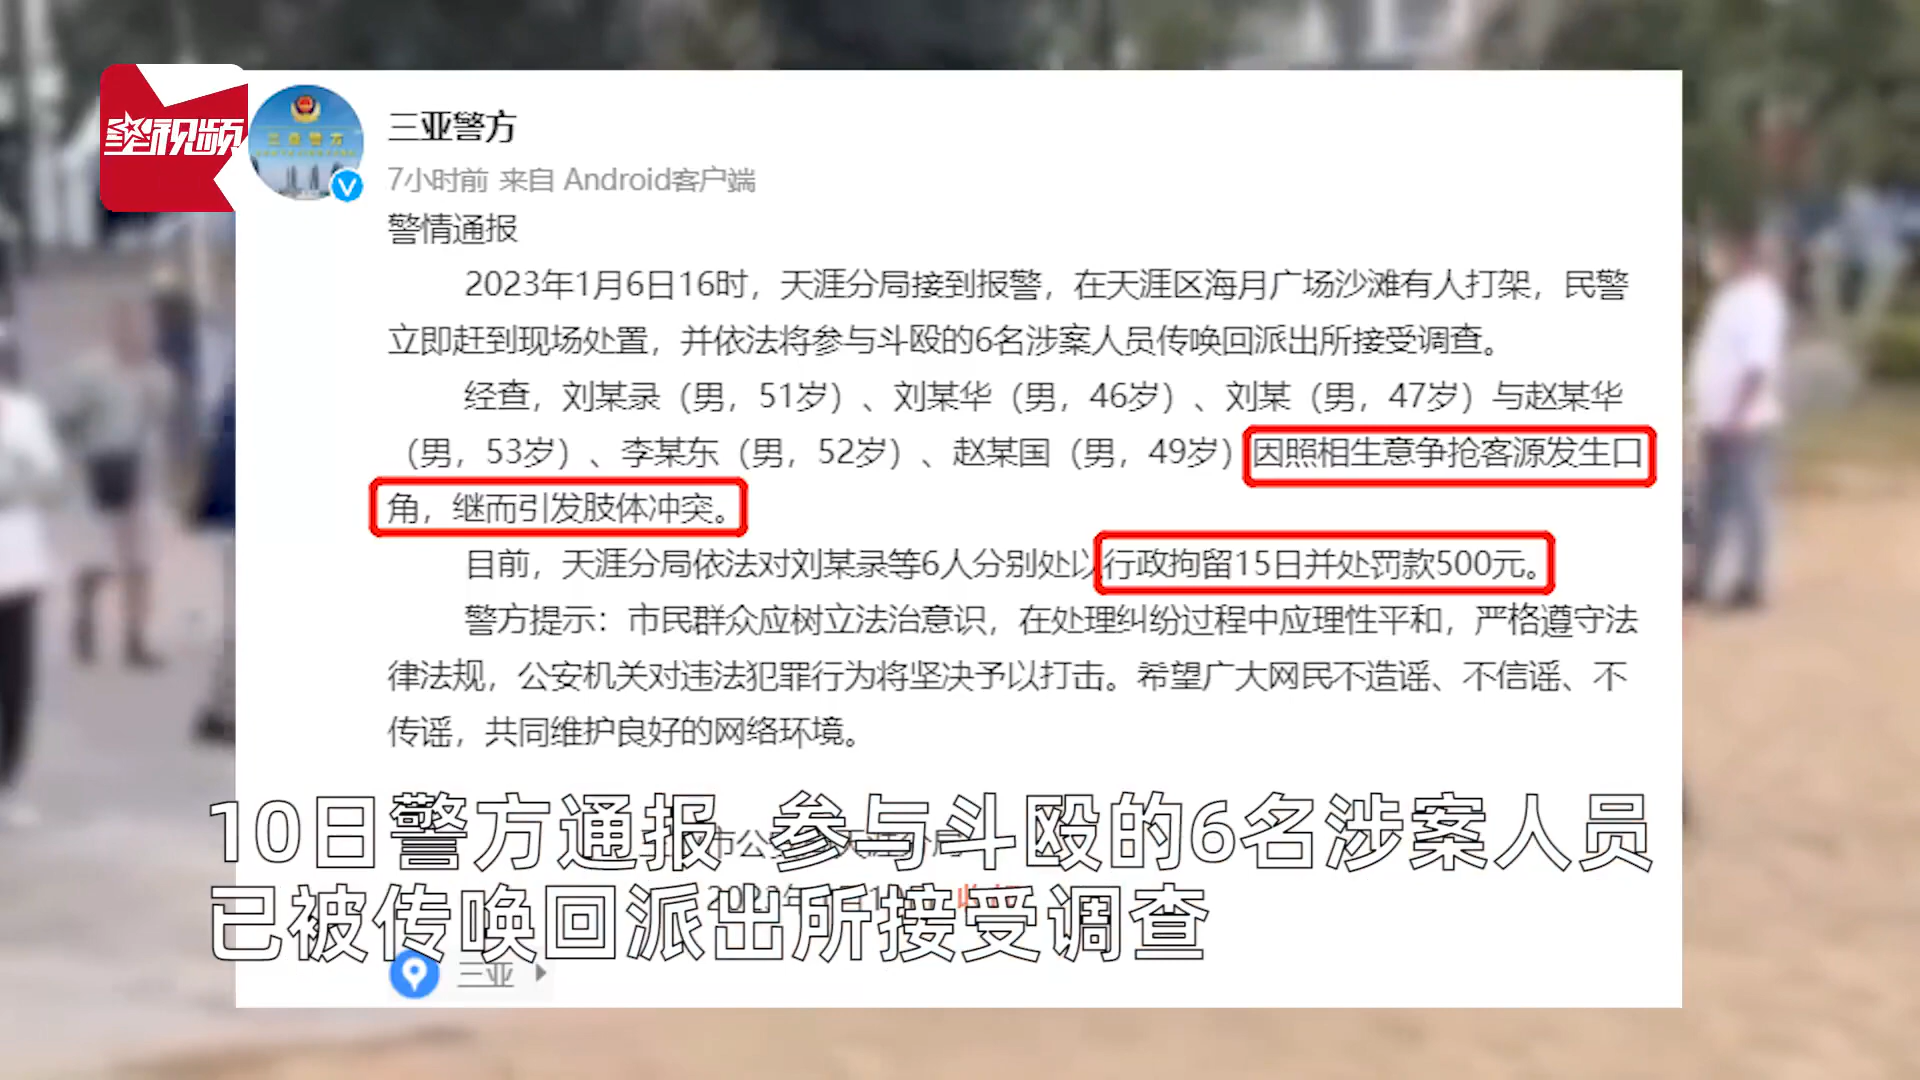 星视频
三亚警方
7小时前 来自 Android客户端
警情通报
2023年1月6日16时，天涯分局接到报警，在天涯区海月广场沙滩有人打架，民警
立即赶到现场处置，并依法将参与斗殴的6名涉案人员传唤回派出所接受调查。
经查，刘某录（男，51岁）、刘某华（男，46岁）、刘某（男，47岁）与赵某华
（男，53岁）、李某东（男，52岁）、赵某国（男，49岁）因照相生意争抢客源发生口
角，继而引发肢体冲突。
目前，天涯分局依法对刘某录等6人分别处以行政拘留15日并处罚款500元。
警方提示：市民群众应树立法治意识，在处理纠纷过程中应理性平和，严格遵守法
律法规，公安机关对违法犯罪行为将坚决予以打击。希望广大网民不造谣、不信谣、不
传谣，共同维护良好的网络环境。
10日警方通报 参与斗殴的6名涉案人员
已被传唤回派出所接受调查
三亚